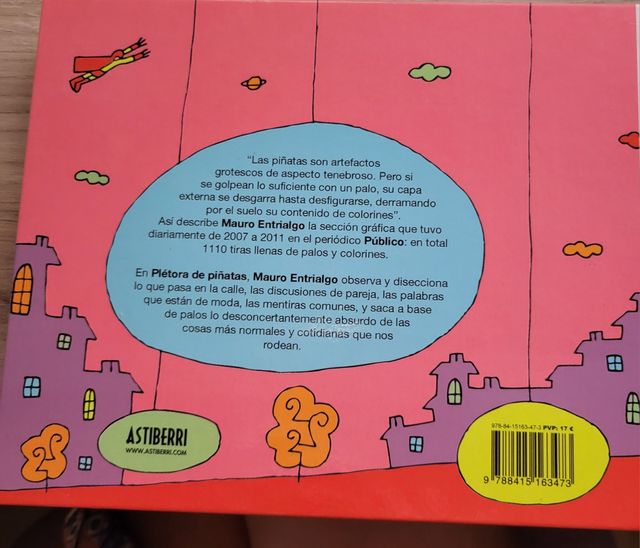 "Las piñatas son artefactos
grotescos de aspecto tenebroso. Pero si
se golpean lo suficiente con un palo, su capa
externa se desgarra hasta desfigurarse, derramando
por el suelo su contenido de colorines".
Así describe Mauro Entrialgo la sección gráfica que tuvo
diariamente de 2007 a 2011 en el periódico Público: en total
1110 tiras llenas de palos y colorines.
En Plétora de piñatas, Mauro Entrialgo observa y disecciona
lo que pasa en la calle, las discusiones de pareja, las palabras
que están de moda, las mentiras comunes, y saca a base
de palos lo desconcertantemente absurdo de las
cosas más normales y cotidianas que nos
rodean.
ASTIBERRI
WWW.ASTIBERRI.COM
978-84-15163-47-3 PVP: 17 €
9 788415 163473